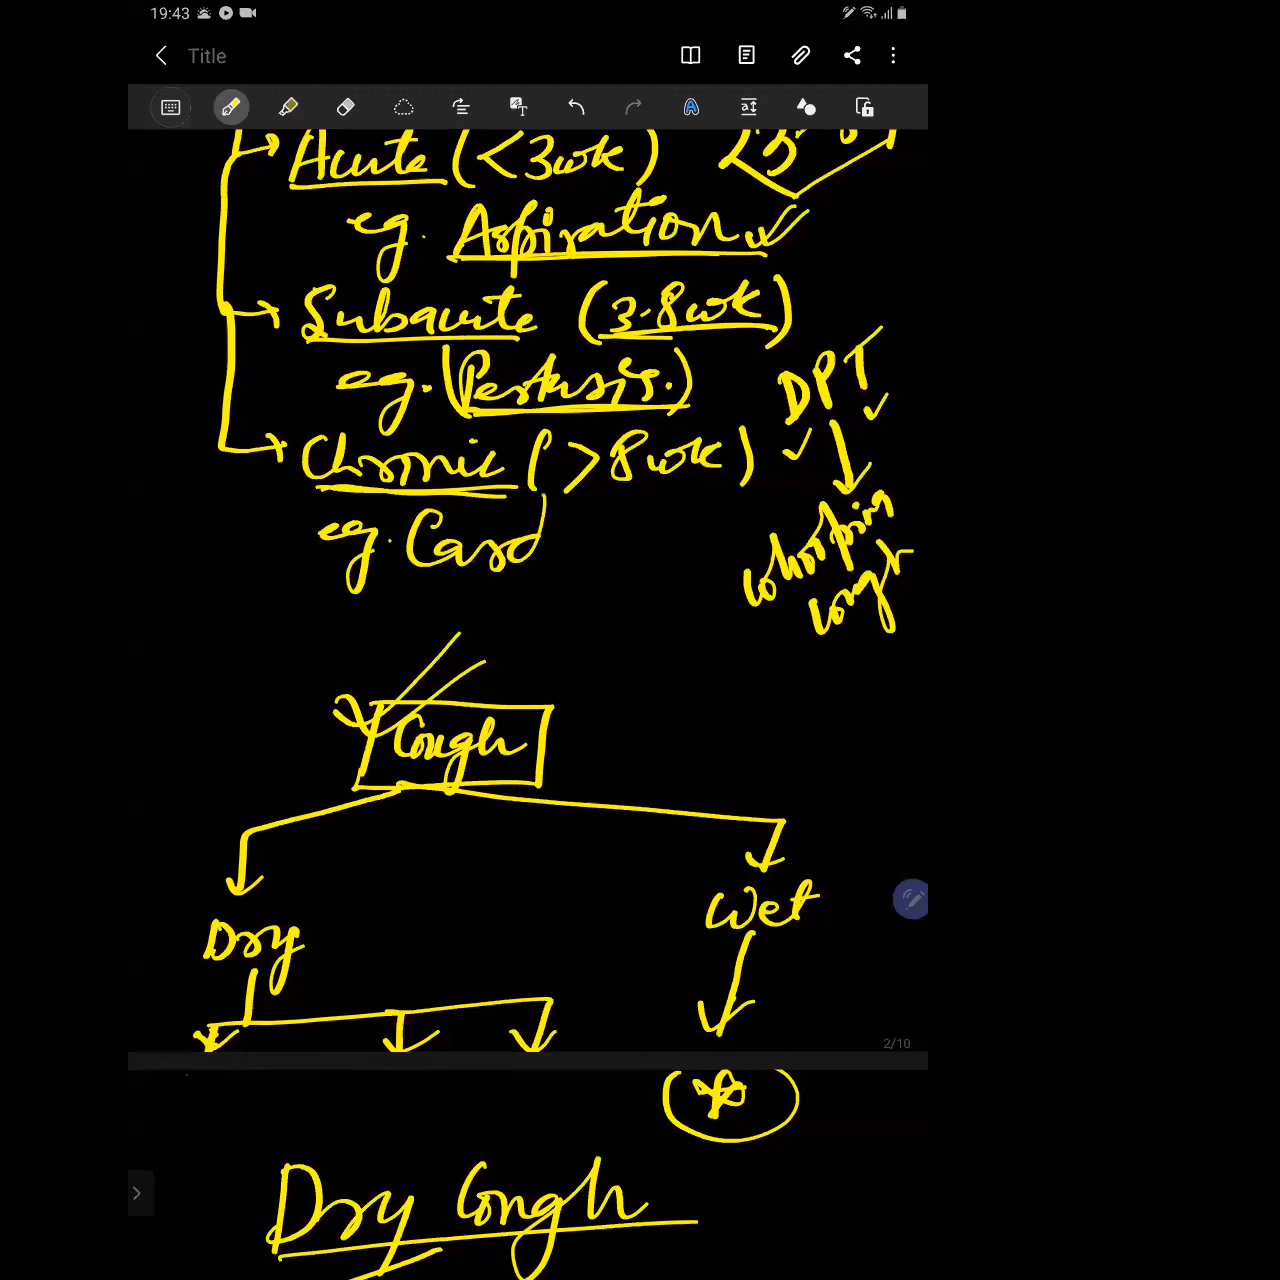 19:43
Title
Acute (<3wk)
eg. Aspiration
Subacute (3-8wk)
eg. (Pertusis.)
DPT
Chronic (>8wk)
whooping
cough
eg. Card
Cough
Dry
Wet
2/10
Dry Cough